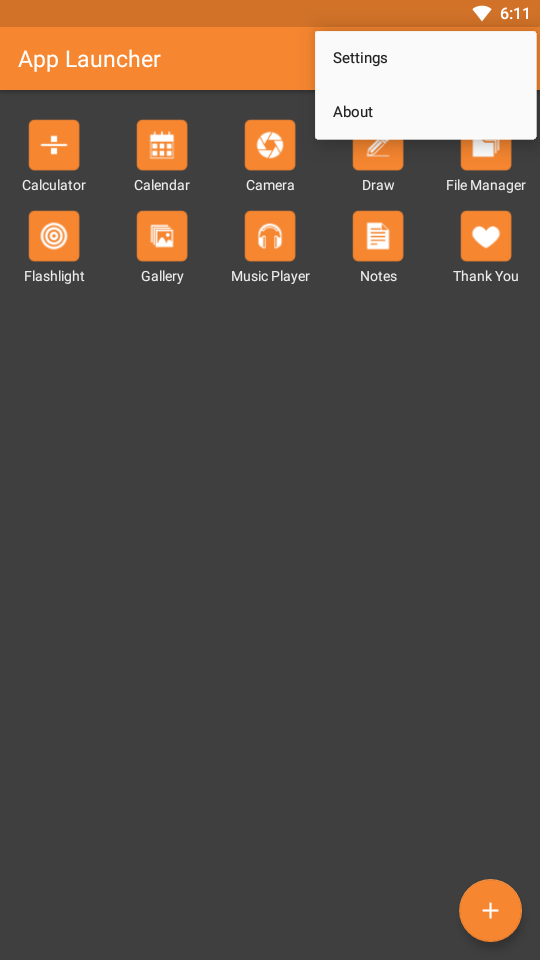 6:11
App Launcher
Settings
About
Calculator
Calendar
Camera
Draw
File Manager
Flashlight
Gallery
Music Player
Notes
Thank You